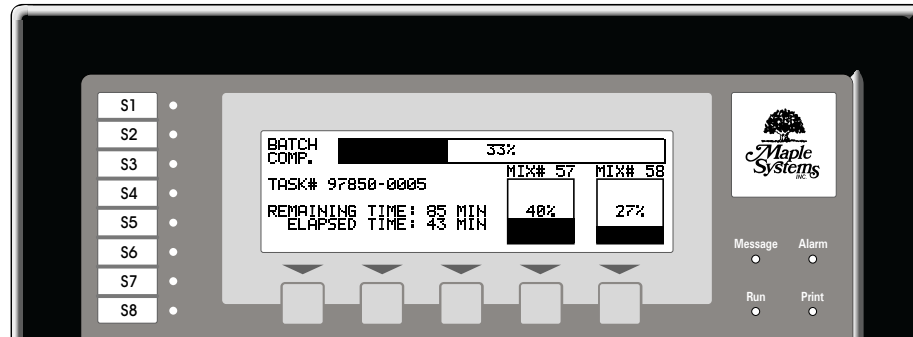 S1
S2
S3
S4
S5
S6
S7
S8
BATCH
COMP.
33%
TASK# 97850-0005
REMAINING TIME: 85 MIN
ELAPSED TIME: 43 MIN
MIX# 57
40%
MIX# 58
27%
Maple
Systems
INC.
Message
Alarm
Run
Print